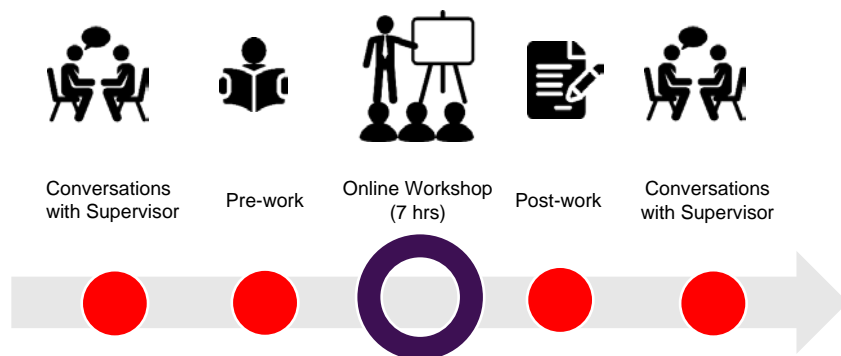 Conversations
with Supervisor
Pre-work
Online Workshop
(7 hrs)
Post-work
Conversations
with Supervisor